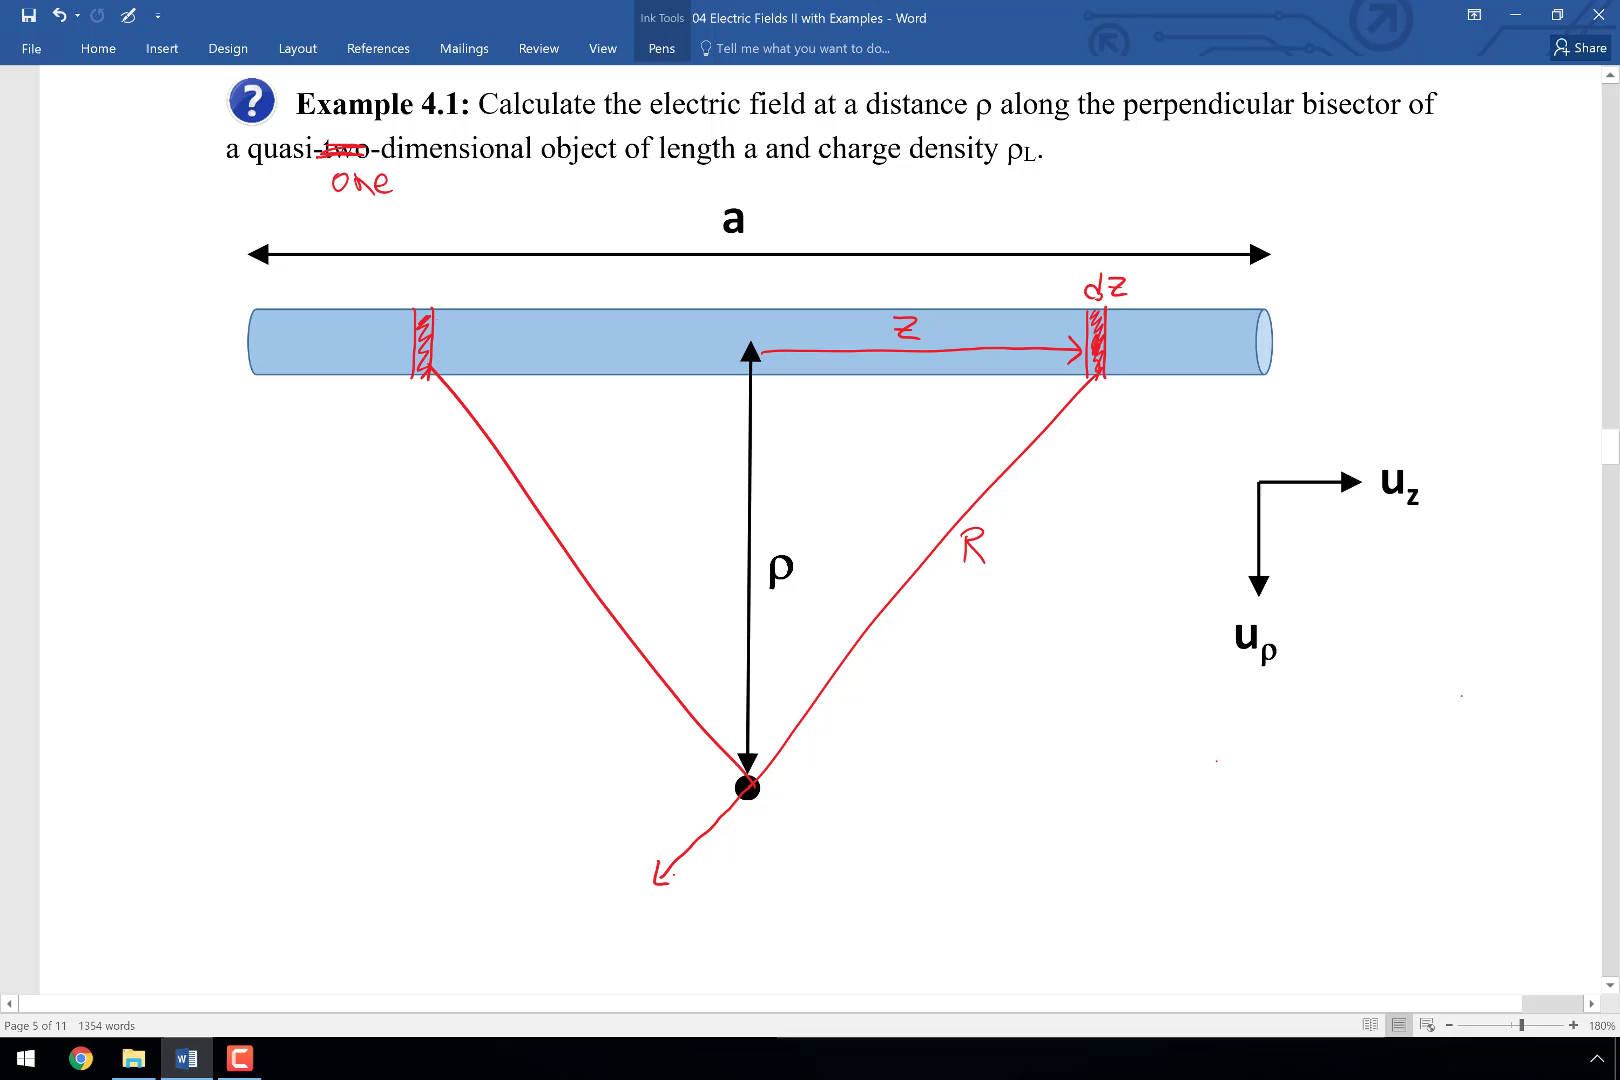 Ink Tools 04 Electric Fields II with Examples - Word
File Home Insert Design Layout References Mailings Review View Pens Tell me what you want to do... Share
Example 4.1: Calculate the electric field at a distance ρ along the perpendicular bisector of
a quasi-two-dimensional object of length a and charge density ρL.
one
a
dz
z
uz
R
ρ
uρ
Page 5 of 11 1354 words 180%